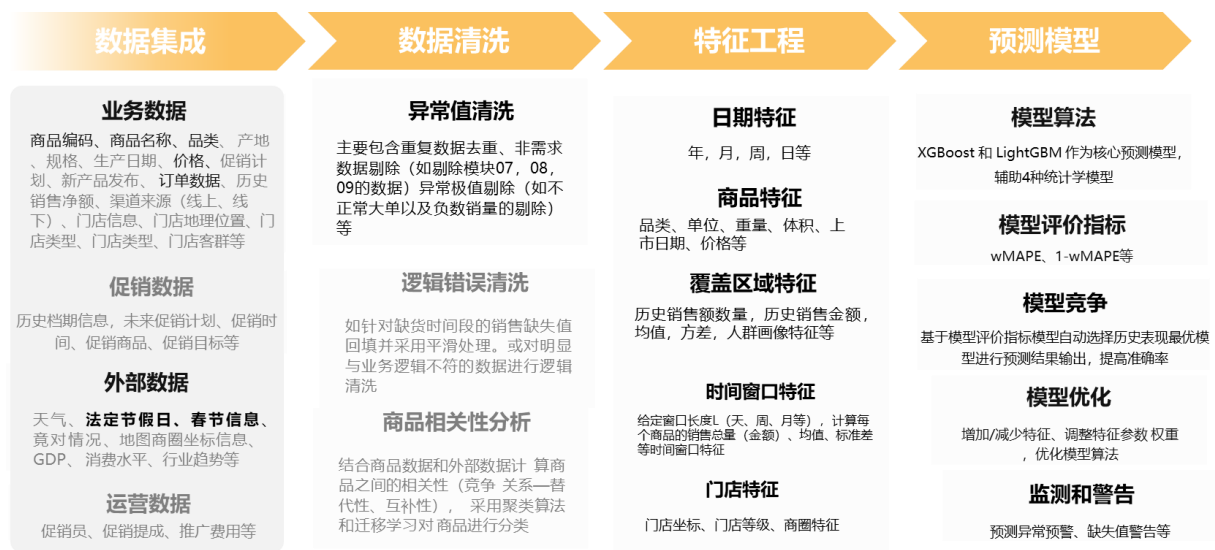 数据集成
数据清洗
特征工程
预测模型
业务数据
商品编码、商品名称、品类、产地
、规格、生产日期、价格、促销计
划、新产品发布、订单数据、历史
销售净额、渠道来源（线上、线
下）、门店信息、门店地理位置、门
店类型、门店类型、门店客群等
促销数据
历史档期信息，未来促销计划、促销时
间、促销商品、促销目标等
外部数据
天气、法定节假日、春节信息、
竟对情况、地图商圈坐标信息、
GDP、消费水平、行业趋势等
运营数据
促销员、促销提成、推广费用等
异常值清洗
主要包含重复数据去重、非需求
数据剔除（如剔除模块07，08，
09的数据）异常极值剔除（如不
正常大单以及负数销量的剔除）
等
逻辑错误清洗
如针对缺货时间段的销售缺失值
回填并采用平滑处理。或对明显
与业务逻辑不符的数据进行逻辑
清洗
商品相关性分析
结合商品数据和外部数据计 算商
品之间的相关性（竞争 关系—替
代性、互补性）， 采用聚类算法
和迁移学习对 商品进行分类
日期特征
年，月，周，日等
商品特征
品类、单位、重量、体积、上
市日期、价格等
覆盖区域特征
历史销售额数量，历史销售金额，
均值，方差，人群画像特征等
时间窗口特征
给定窗口长度L（天、周、月等），计算每
个商品的销售总量（金额）、均值、标准差
等时间窗口特征
门店特征
门店坐标、门店等级、商圈特征
模型算法
XGBoost 和 LightGBM 作为核心预测模型，
辅助4种统计学模型
模型评价指标
wMAPE、1-wMAPE等
模型竞争
基于模型评价指标模型自动选择历史表现最优模
型进行预测结果输出，提高准确率
模型优化
增加/减少特征、调整特征参数 权重
，优化模型算法
监测和警告
预测异常预警、缺失值警告等